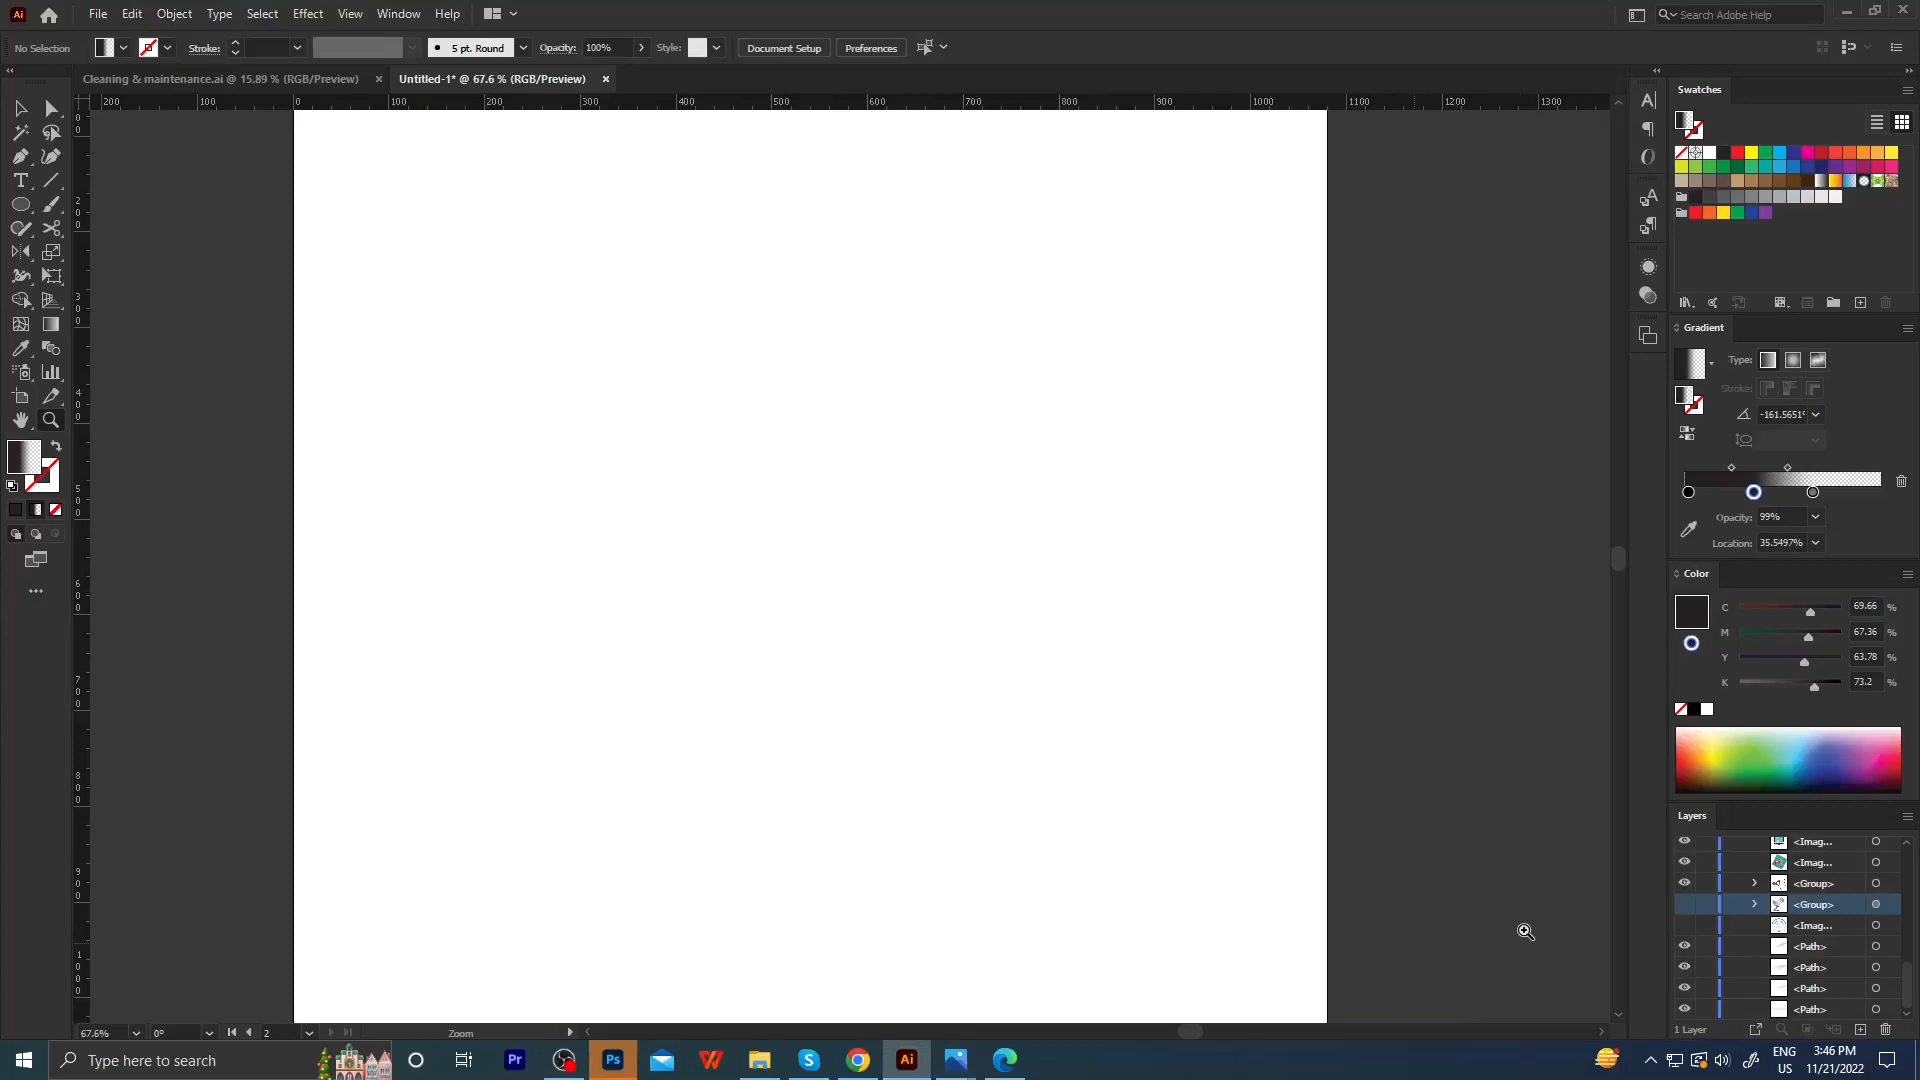 Ai File Edit Object Type Select Effect View Window Help Search Adobe Help
No Selection Stroke: 5 pt. Round Opacity: 100% Style: Document Setup Preferences
Cleaning & maintenance.ai @ 15.89 % (RGB/Preview) × Untitled-1* @ 67.6 % (RGB/Preview) ×
200 100 0 100 200 300 400 500 600 700 800 900 1000 1100 1200 1300
Swatches
Gradient
Type:
Stroke:
-161.5651°
Opacity: 99%
Location: 35.5497%
Color
C 69.66 %
M 67.36 %
Y 63.78 %
K 73.2 %
Layers
<Imag...
<Imag...
<Group>
<Group>
<Imag...
<Path>
<Path>
<Path>
<Path>
1 Layer
67.6% 0° 2 Zoom
Type here to search Pr Ps Ai ENG 3:46 PM
US 11/21/2022